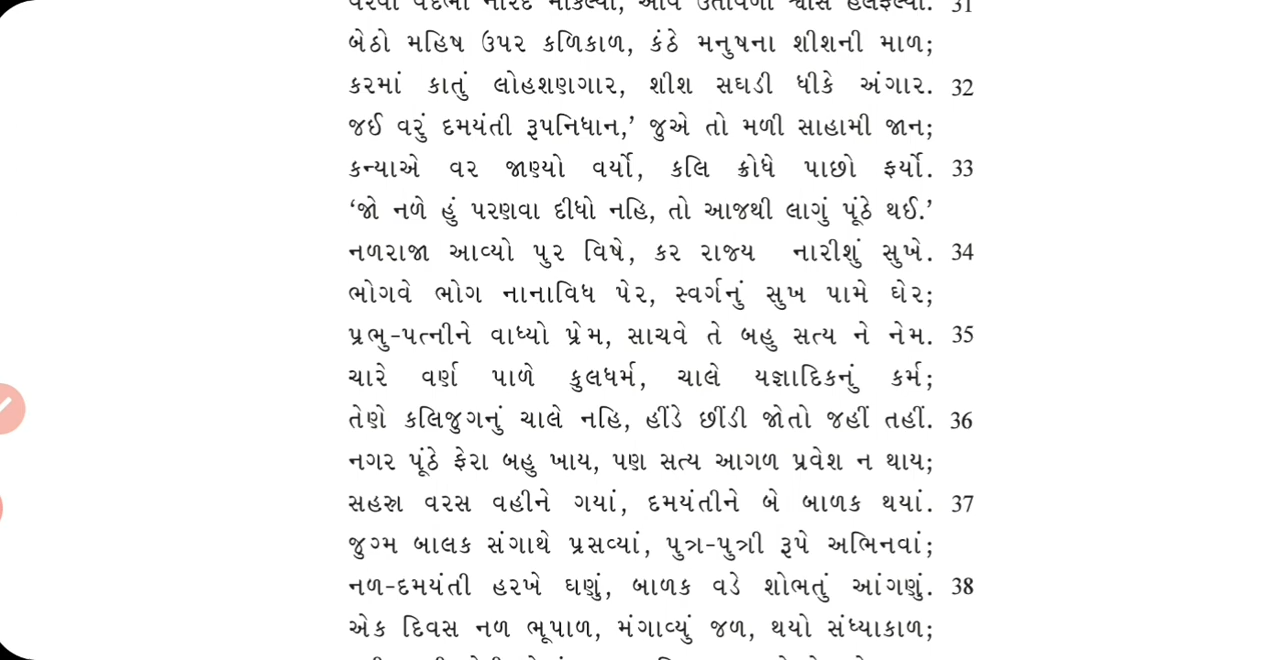 બેઠો મહિષ ઉપર કળિકાળ, કંઠે મનુષના શીશની માળ;
કરમાં કાતું લોહશણગાર, શીશ સઘડી ધીકે અંગાર. 32
જઈ વરું દમયંતી રૂપનિધાન,’ જુએ તો મળી સાહામી જાન;
કન્યાએ વર જાણ્યો વર્યો, કલિ ક્રોધે પાછો ફર્યો. 33
‘જો નળે હું પરણવા દીધો નહિ, તો આજથી લાગું પૂંઠે થઈ.’
નળરાજા આવ્યો પુર વિષે, કર રાજ્ય નારીશું સુખે. 34
ભોગવે ભોગ નાનાવિધ પેર, સ્વર્ગનું સુખ પામે ઘેર;
પ્રભુ-પત્નીને વાધ્યો પ્રેમ, સાચવે તે બહુ સત્ય ને નેમ. 35
ચારે વર્ણ પાળે કુલધર્મ, ચાલે યજ્ઞાદિકનું કર્મ;
તેણે કલિજુગનું ચાલે નહિ, હીંડે છીંડી જોતો જહીં તહીં. 36
નગર પૂંઠે ફેરા બહુ ખાય, પણ સત્ય આગળ પ્રવેશ ન થાય;
સહસ્ર વરસ વહીને ગયાં, દમયંતીને બે બાળક થયાં. 37
જુગ્મ બાલક સંગાથે પ્રસવ્યાં, પુત્ર-પુત્રી રૂપે અભિનવાં;
નળ-દમયંતી હરખે ઘણું, બાળક વડે શોભતું આંગણું. 38
એક દિવસ નળ ભૂપાળ, મંગાવ્યું જળ, થયો સંધ્યાકાળ;